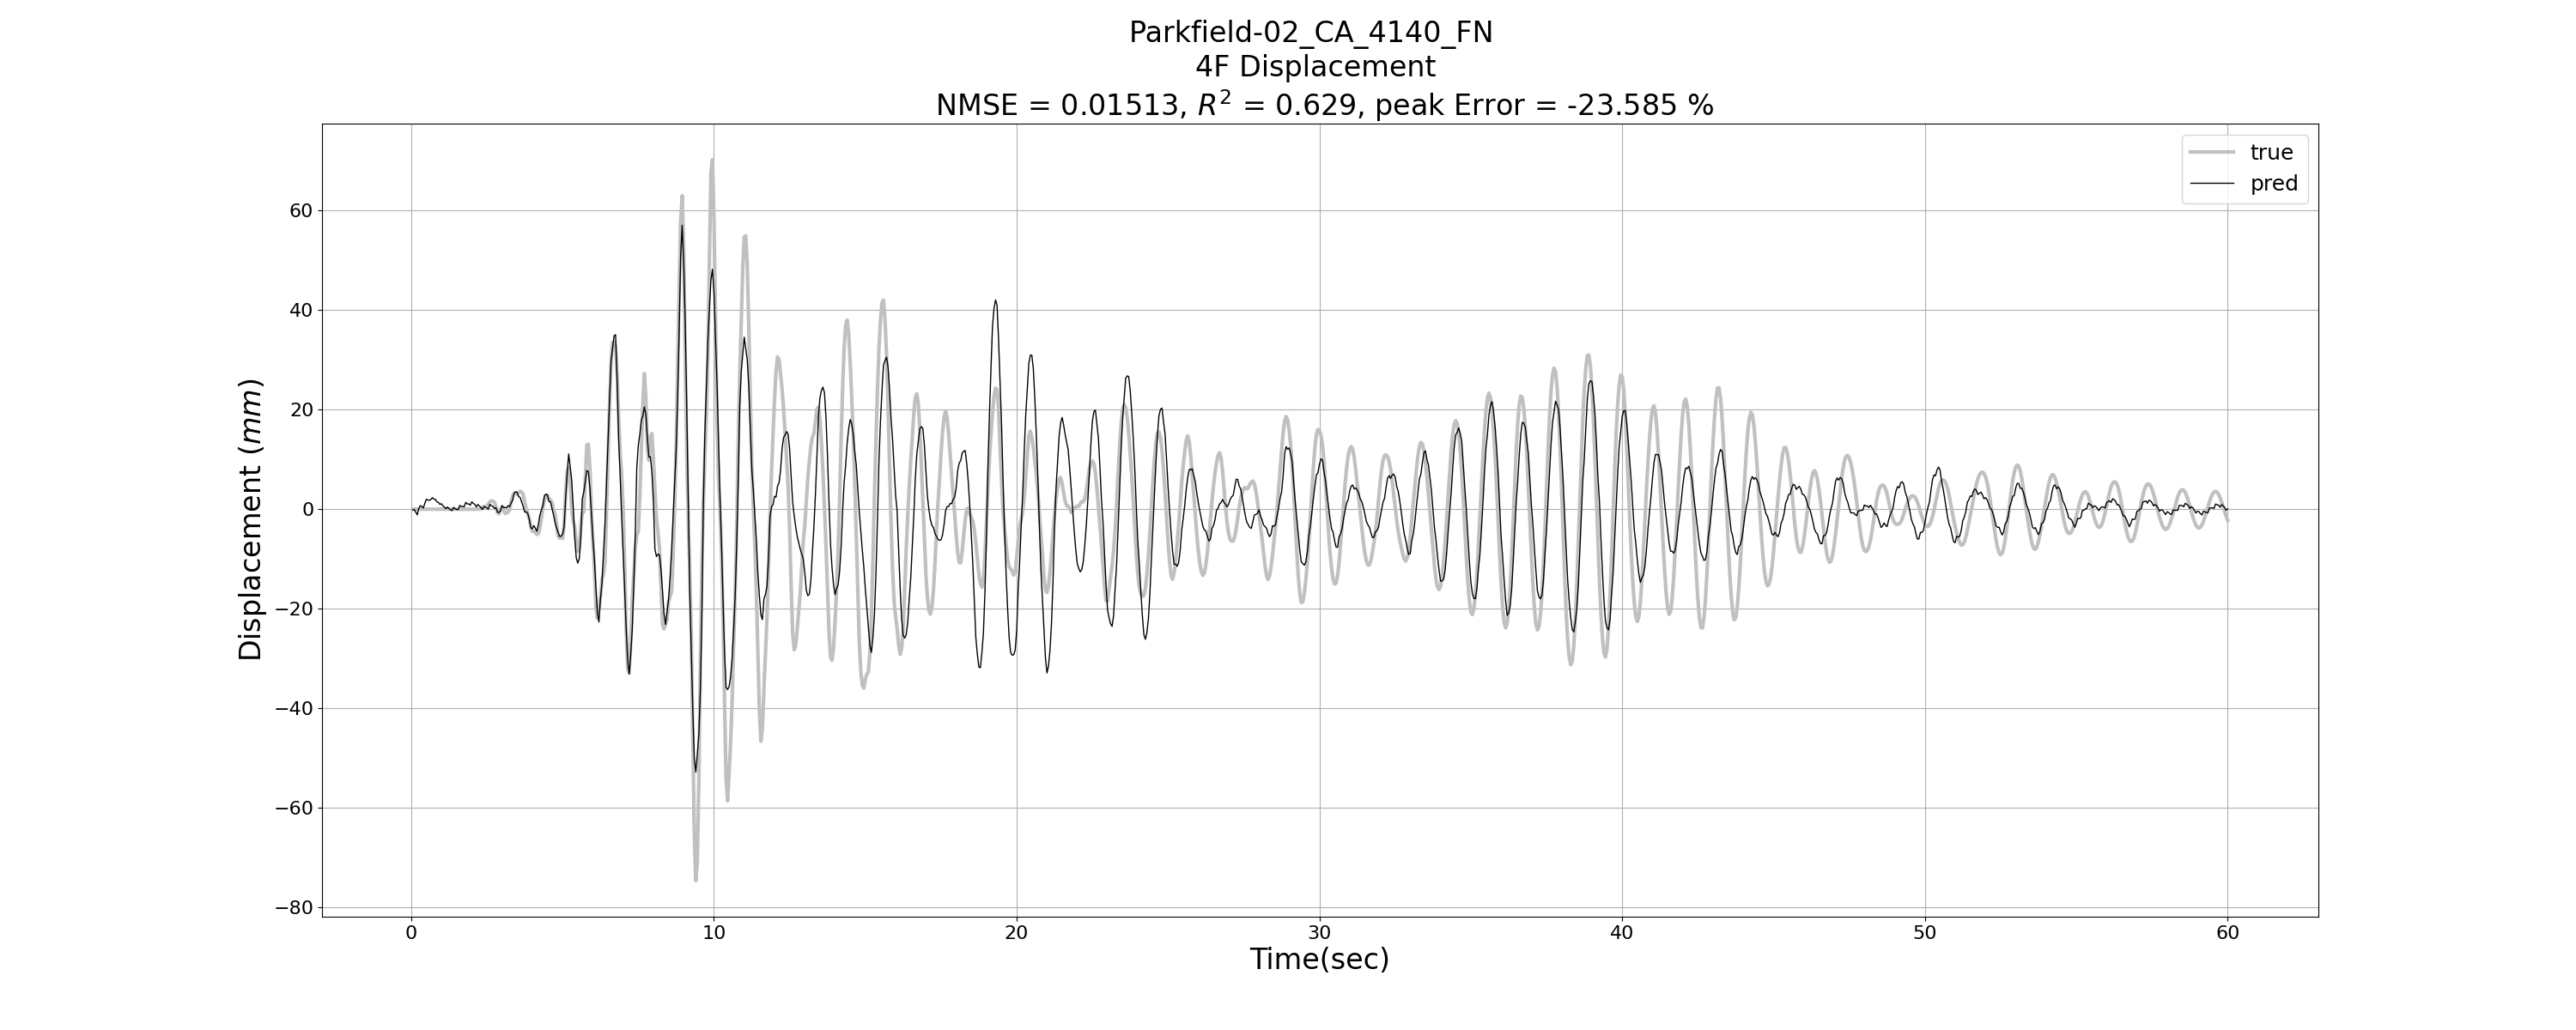 Parkfield-02_CA_4140_FN
4F Displacement
NMSE = 0.01513, R² = 0.629, peak Error = -23.585 %
true
pred
Displacement (mm)
60
40
20
0
−20
−40
−60
−80
0 10 20 30 40 50 60
Time(sec)